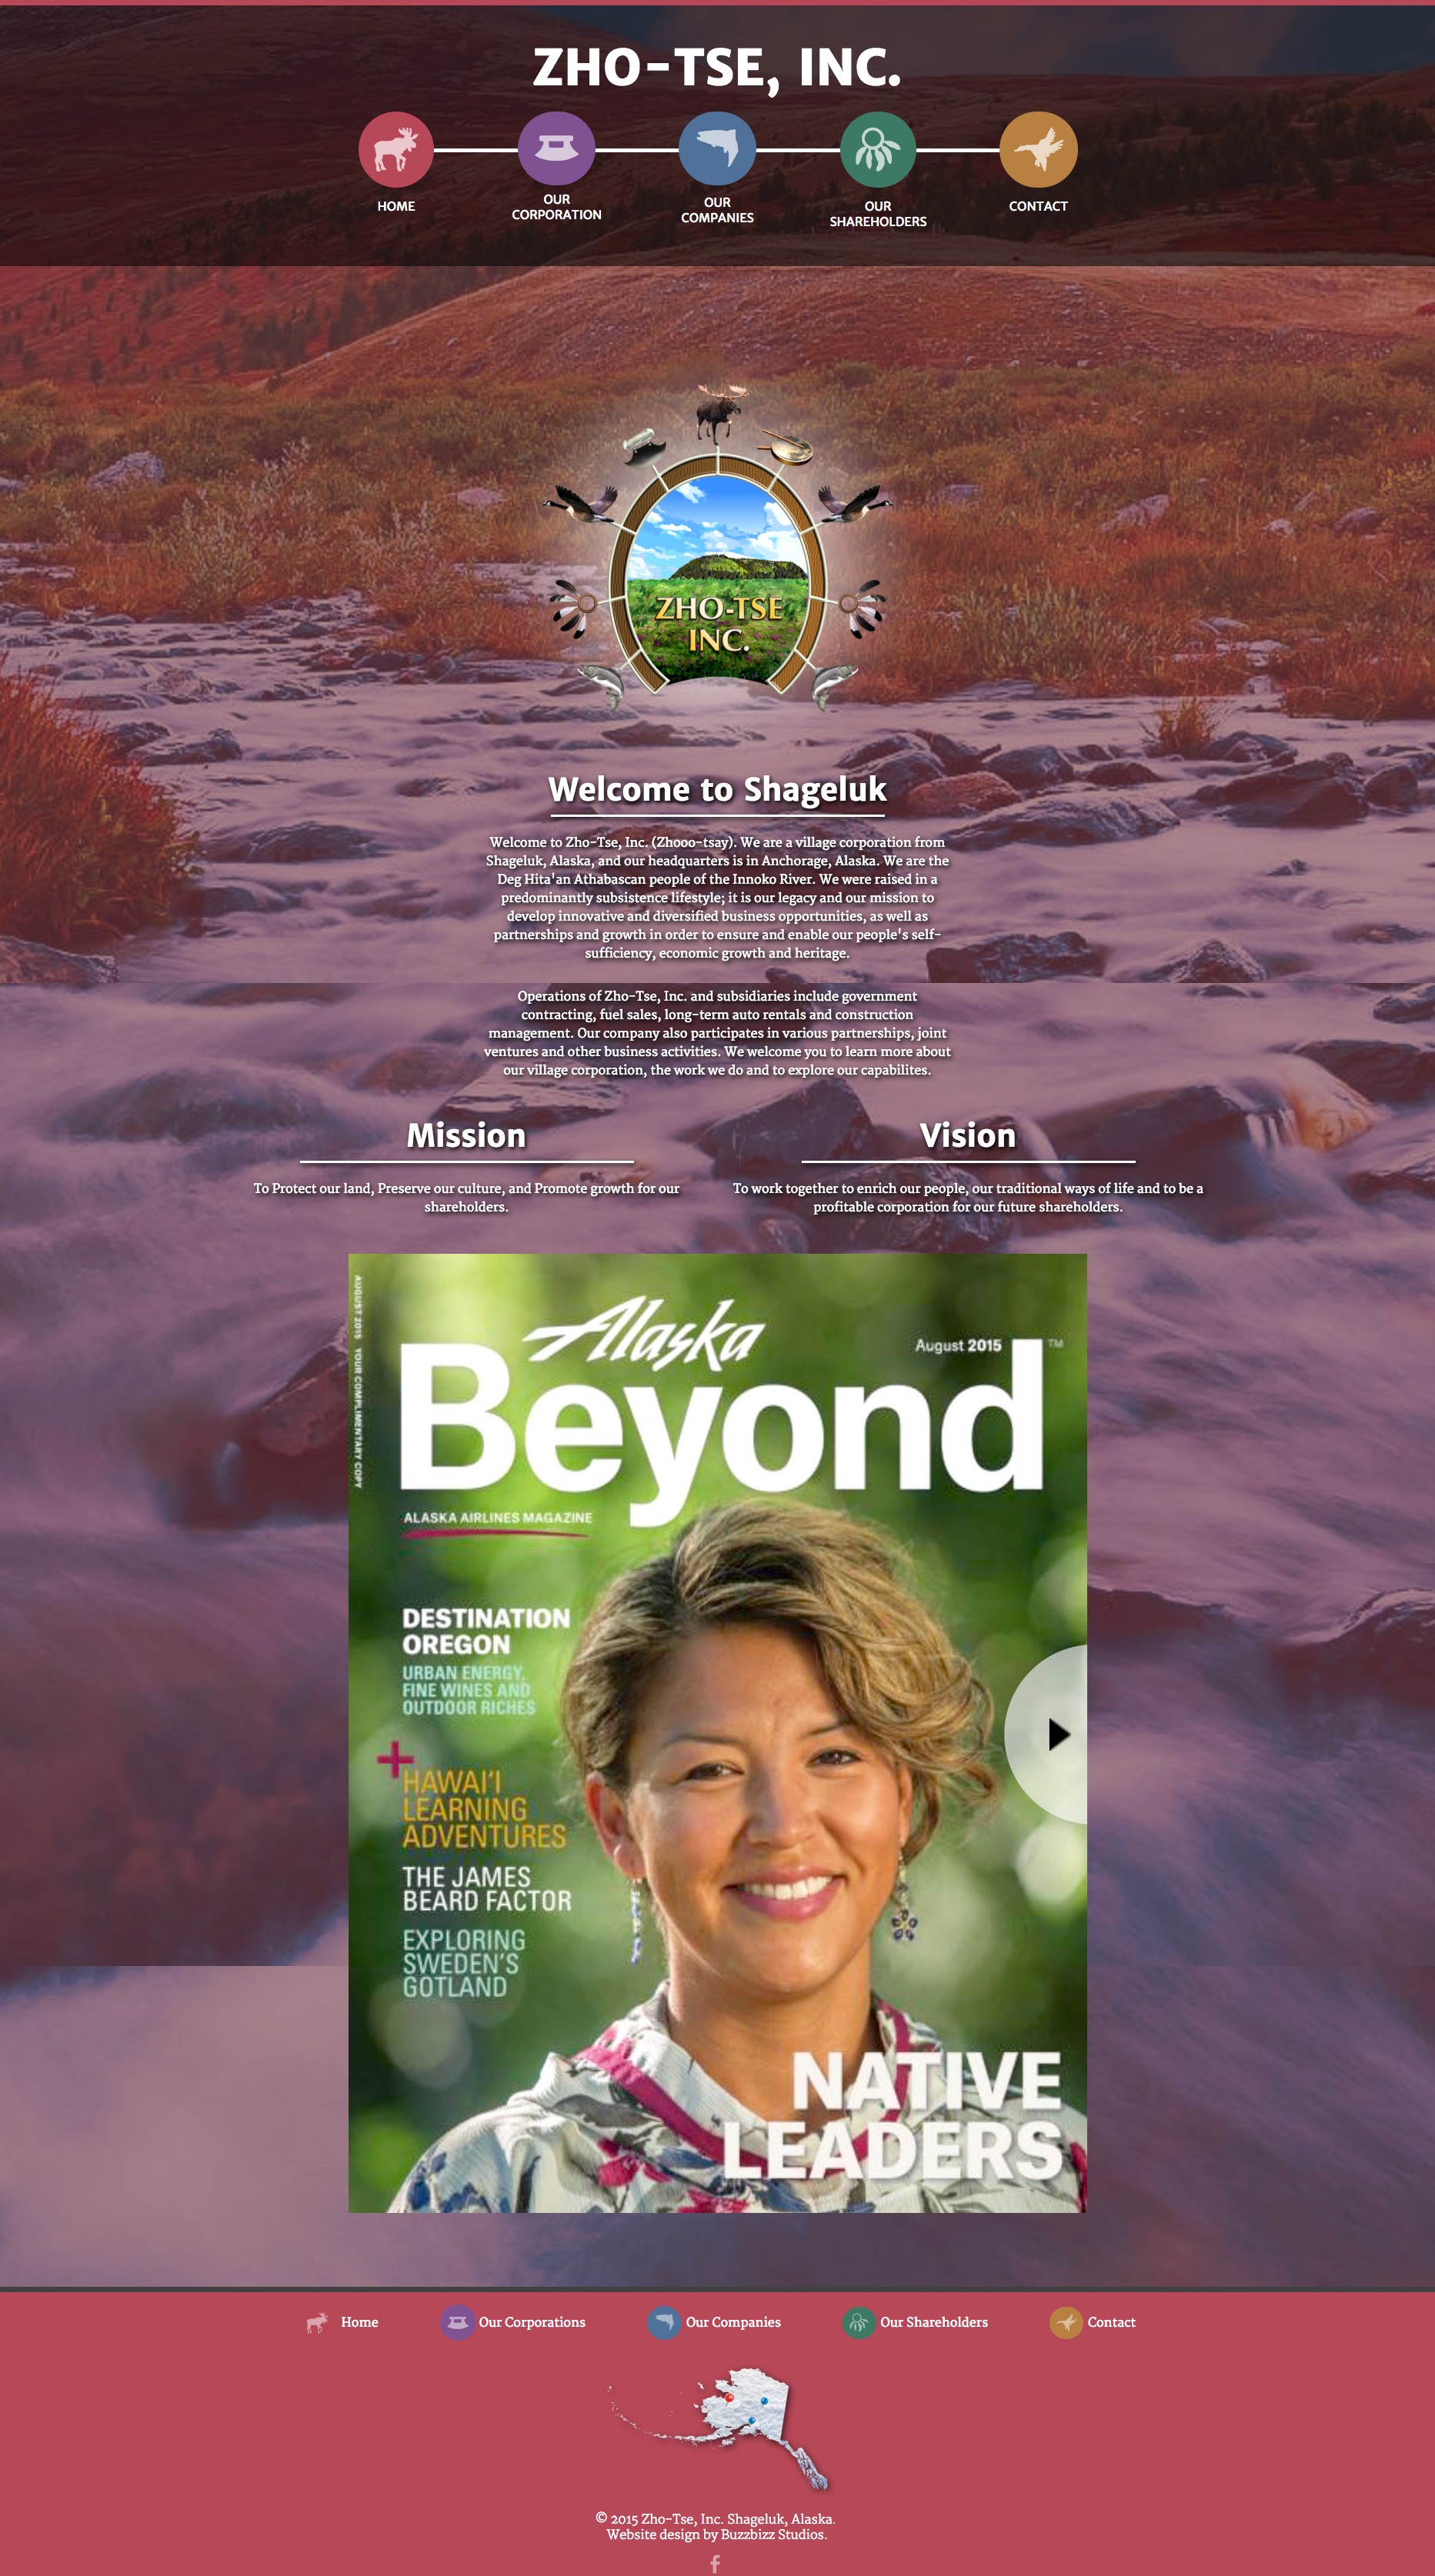 ZHO-TSE, INC.
HOME
OUR
CORPORATION
OUR
COMPANIES
OUR
SHAREHOLDERS
CONTACT
ZHO-TSE
INC.
Welcome to Shageluk
Welcome to Zho-Tse, Inc. (Zhooo-tsay). We are a village corporation from
Shageluk, Alaska, and our headquarters is in Anchorage, Alaska. We are the
Deg Hita'an Athabascan people of the Innoko River. We were raised in a
predominantly subsistence lifestyle; it is our legacy and our mission to
develop innovative and diversified business opportunities, as well as
partnerships and growth in order to ensure and enable our people's self-
sufficiency, economic growth and heritage.
Operations of Zho-Tse, Inc. and subsidiaries include government
contracting, fuel sales, long-term auto rentals and construction
management. Our company also participates in various partnerships, joint
ventures and other business activities. We welcome you to learn more about
our village corporation, the work we do and to explore our capabilites.
Mission
To Protect our land, Preserve our culture, and Promote growth for our
shareholders.
Vision
To work together to enrich our people, our traditional ways of life and to be a
profitable corporation for our future shareholders.
AUGUST 2015 YOUR COMPLIMENTARY COPY
Alaska
August 2015
Beyond™
ALASKA AIRLINES MAGAZINE
DESTINATION
OREGON
URBAN ENERGY,
FINE WINES AND
OUTDOOR RICHES
+
HAWAI'I
LEARNING
ADVENTURES
THE JAMES
BEARD FACTOR
EXPLORING
SWEDEN'S
GOTLAND
NATIVE
LEADERS
Home
Our Corporations
Our Companies
Our Shareholders
Contact
© 2015 Zho-Tse, Inc. Shageluk, Alaska.
Website design by Buzzbizz Studios.